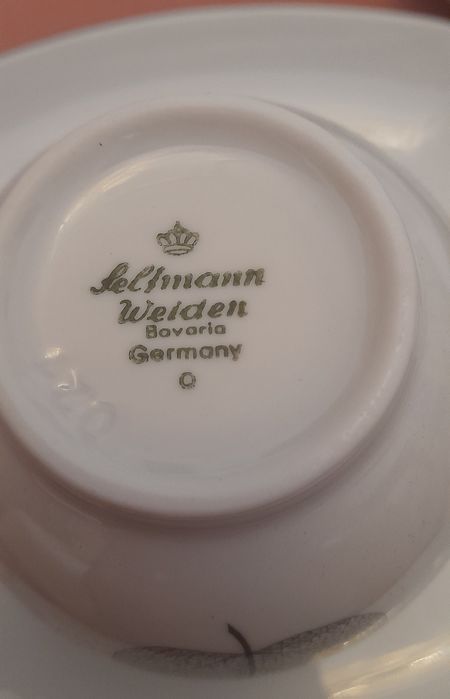 Seltmann
Weiden
Bavaria
Germany
O